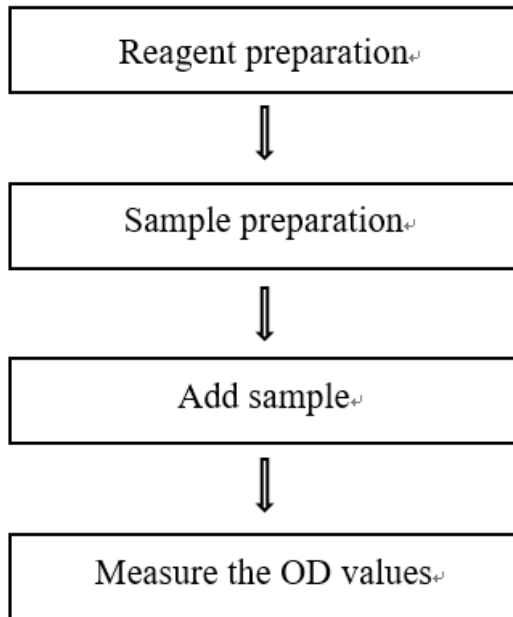 Reagent preparation
Sample preparation
Add sample
Measure the OD values